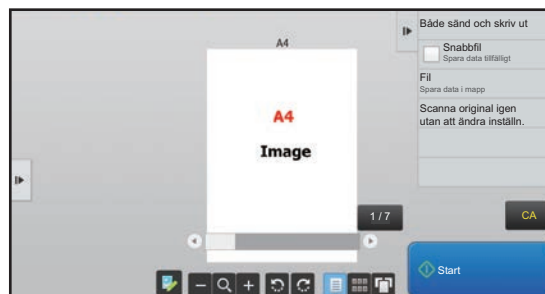 A4
A4
Image
1 / 7
Både sänd och skriv ut
Snabbfil
Spara data tillfälligt
Fil
Spara data i mapp
Scanna original igen
utan att ändra inställn.
CA
Start